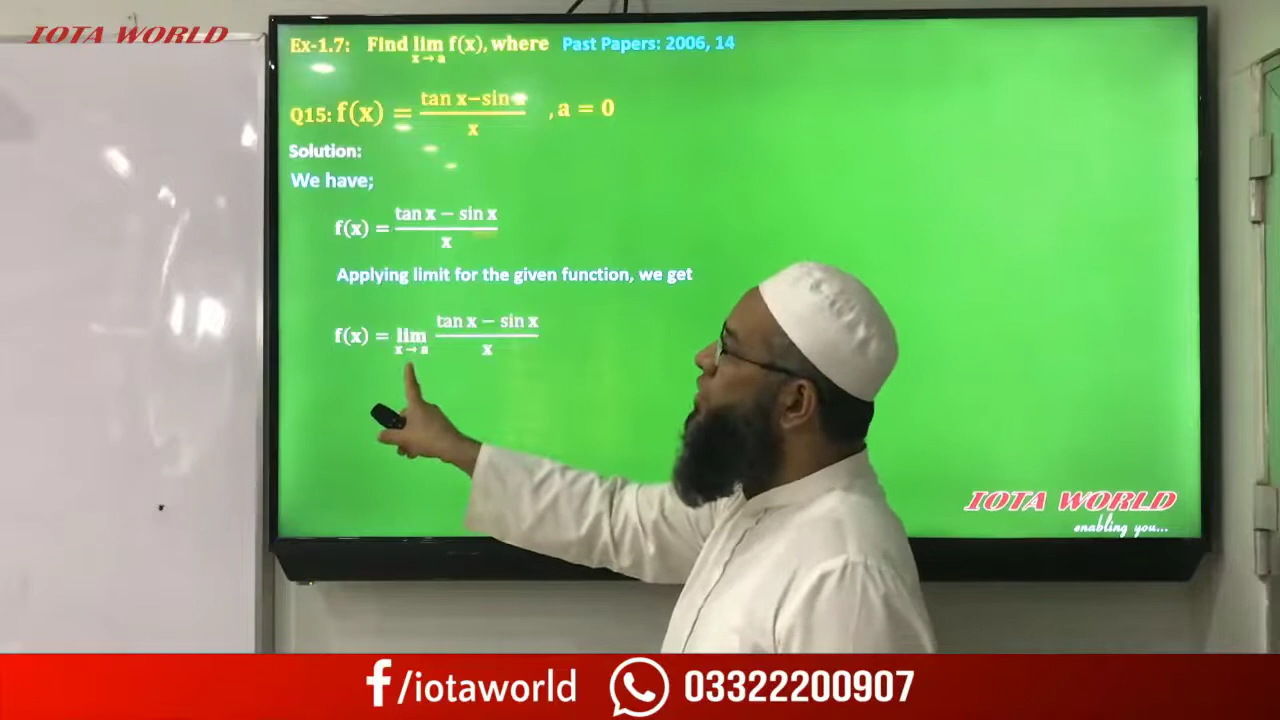 IOTA WORLD
Ex-1.7: Find lim f(x), where Past Papers: 2006, 14
x → a
Q15: f(x) = tan x−sin x / x , a = 0
Solution:
We have;
f(x) = tan x − sin x / x
Applying limit for the given function, we get
f(x) = lim x → a tan x − sin x / x
IOTA WORLD
enabling you...
f/iotaworld 03322200907